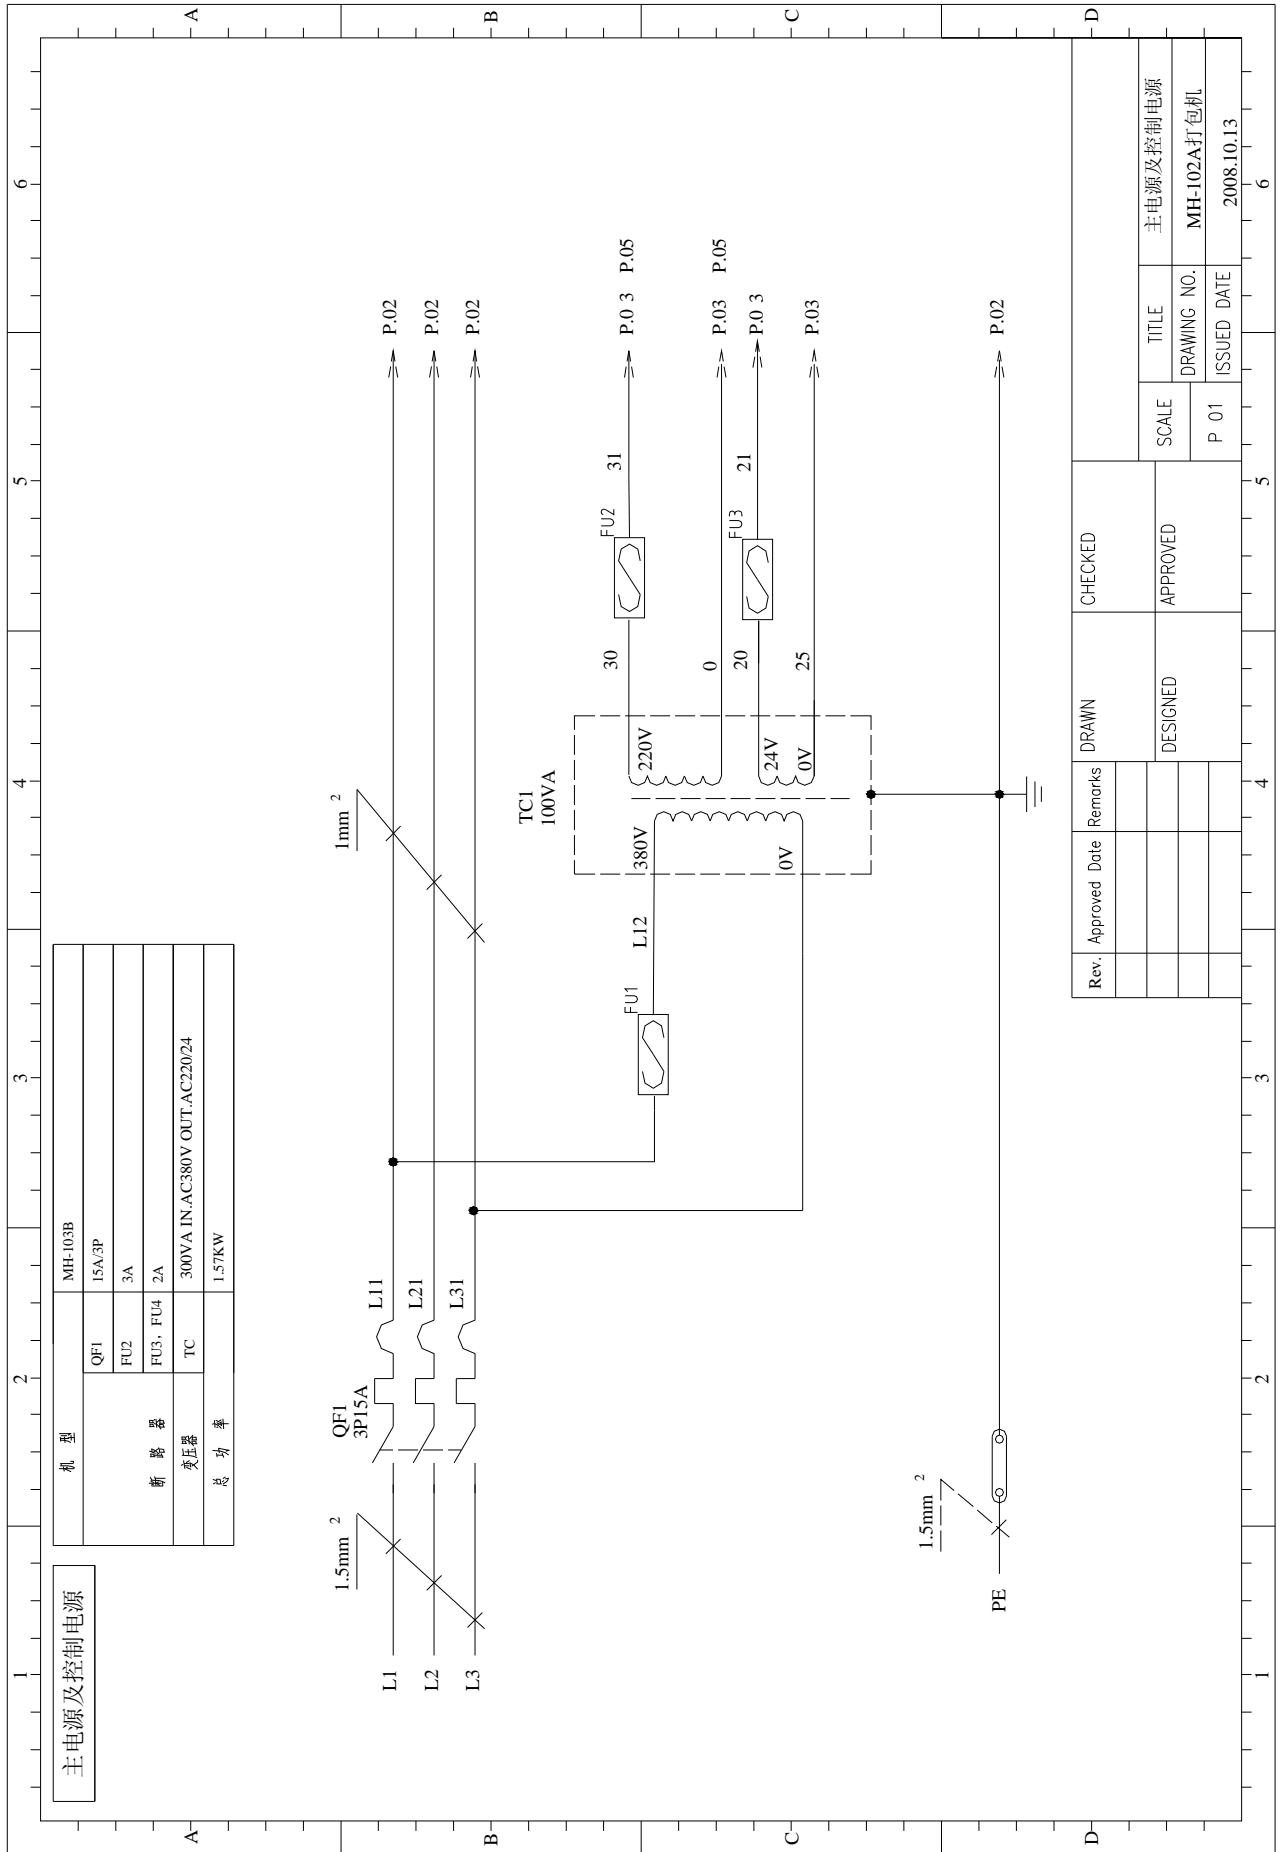 主电源及控制电源
机 型 MH-103B
QF1 15A/3P
FU2 3A
断 路 器 FU3, FU4 2A
变压器 TC 300VA IN.AC380V OUT.AC220/24
总 功 率 1.57KW
1 2 3 4 5 6
A B C D
1.5mm 2
QF1
3P15A
1mm 2
L1 L11 P.02
L2 L21 P.02
L3 L31 P.02
TC1
100VA
FU1
L12
380V
0V
220V
24V
0V
30 FU2 31 P.0 3 P.05
0 P.03 P.05
20 FU3 21 P.0 3
25 P.03
1.5mm 2
PE P.02
Rev. Approved Date Remarks
DRAWN CHECKED
DESIGNED APPROVED
SCALE TITLE 主电源及控制电源
DRAWING NO. MH-102A打包机
P 01 ISSUED DATE 2008.10.13
1 2 3 4 5 6
A B C D